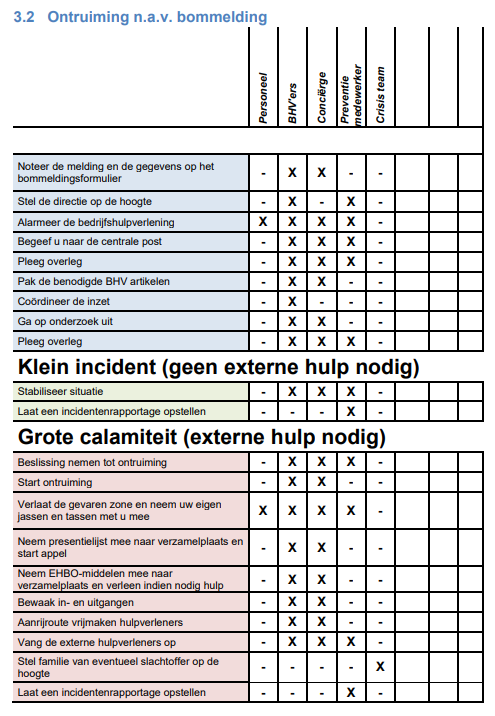 3.2 Ontruiming n.a.v. bommelding
Personeel
BHV'ers
Conciërge
Preventie
medewerker
Crisis team
Noteer de melding en de gegevens op het
bommeldingsformulier - X X - -
Stel de directie op de hoogte - X - X -
Alarmeer de bedrijfshulpverlening X X X X -
Begeef u naar de centrale post - X X X -
Pleeg overleg - X X X -
Pak de benodigde BHV artikelen - X X - -
Coördineer de inzet - X - - -
Ga op onderzoek uit - X X - -
Pleeg overleg - X X X -
Klein incident (geen externe hulp nodig)
Stabiliseer situatie - X X X -
Laat een incidentenrapportage opstellen - - - X -
Grote calamiteit (externe hulp nodig)
Beslissing nemen tot ontruiming - X X X -
Start ontruiming - X X - -
Verlaat de gevaren zone en neem uw eigen
jassen en tassen met u mee X X X X -
Neem presentielijst mee naar verzamelplaats en
start appel - X X - -
Neem EHBO-middelen mee naar
verzamelplaats en verleen indien nodig hulp - X X - -
Bewaak in- en uitgangen - X X - -
Aanrijroute vrijmaken hulpverleners - X X - -
Vang de externe hulpverleners op - X X X -
Stel familie van eventueel slachtoffer op de
hoogte - - - - X
Laat een incidentenrapportage opstellen - - - X -